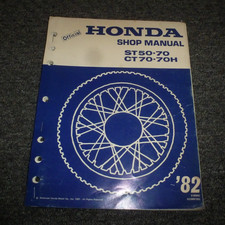 Official
HONDA
SHOP MANUAL
ST50-70
CT70-70H
'82